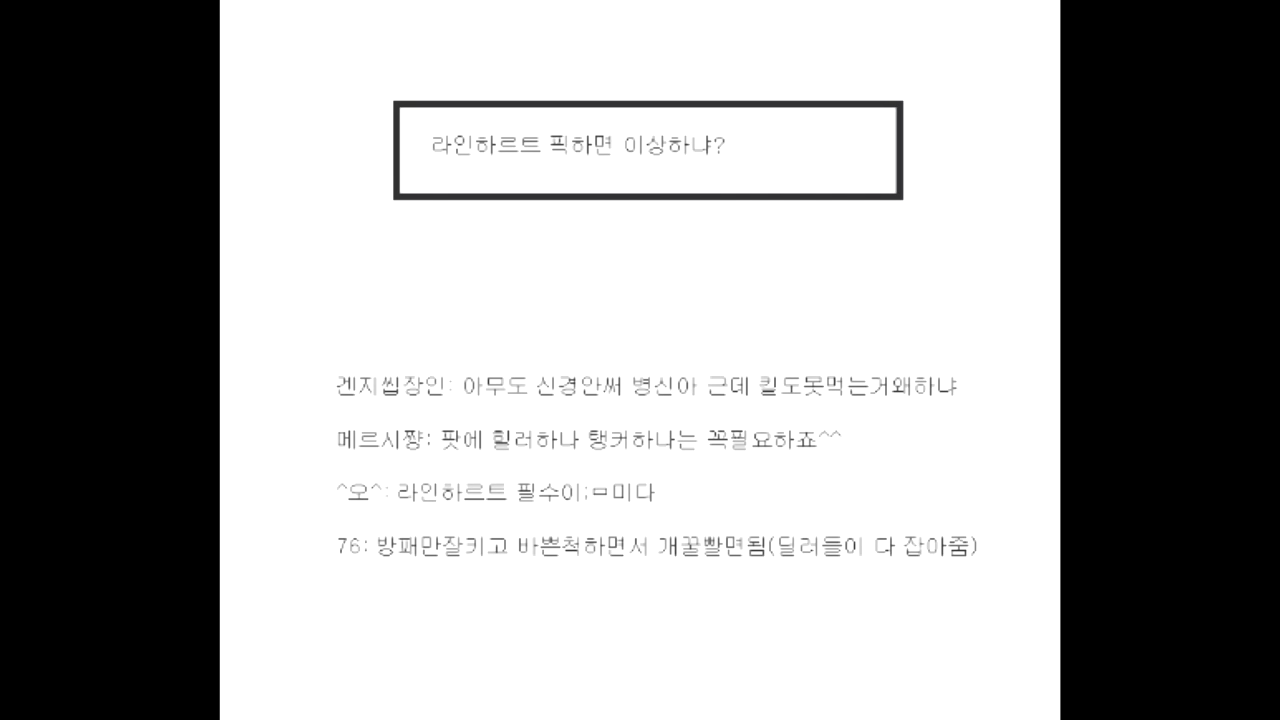 라인하르트 픽하면 이상하냐?
겐지씹장인: 아무도 신경안써 병신아 근데 킬도못먹는거왜하냐
메르시쨩: 팟에 힐러하나 탱커하나는 꼭필요하죠^^
^오^: 라인하르트 필수이;ㅁ미다
76: 방패만잘키고 바쁜척하면서 개꿀빨면됨(딜러들이 다 잡아줌)